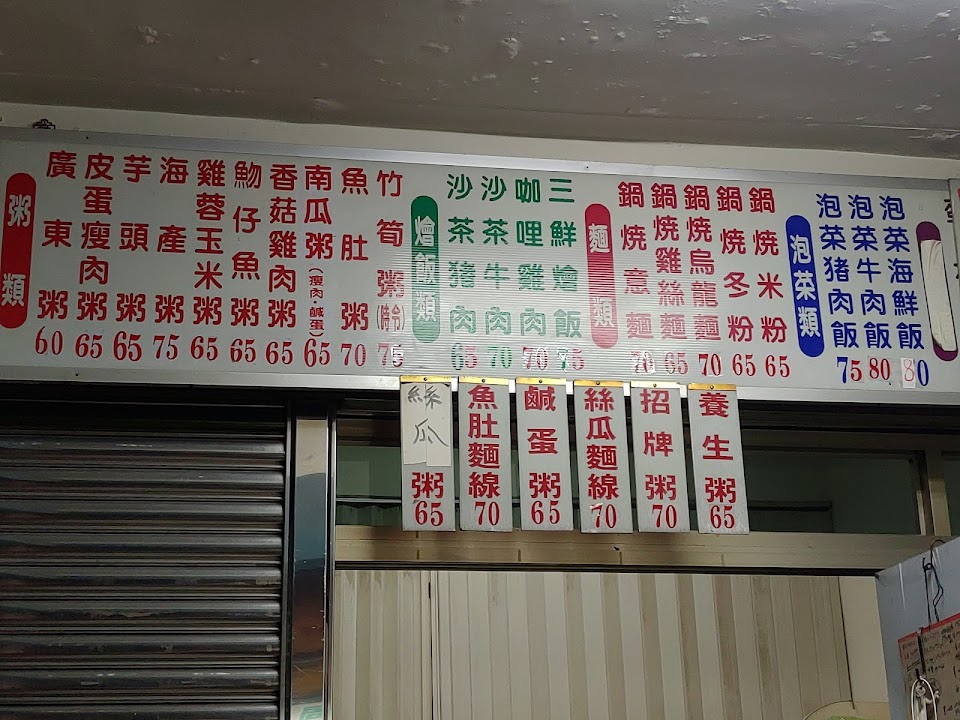 粥類
廣東粥 60
皮蛋瘦肉粥 65
芋頭粥 65
海產粥 75
雞蓉玉米粥 65
魩仔魚粥 65
香菇雞肉粥 65
南瓜粥(瘦肉·鹹蛋) 65
魚肚粥 70
竹筍粥(時令) 75
燴飯類
沙茶猪肉 65
沙茶牛肉 70
咖哩雞肉 70
三鮮燴飯 75
麵類
鍋燒意麵 70
鍋燒雞絲麵 65
鍋燒烏龍麵 70
鍋燒冬粉 65
鍋燒米粉 65
泡菜類
泡菜猪肉飯 75
泡菜牛肉飯 80
泡菜海鮮飯 80
絲瓜粥 65
魚肚麵線 70
鹹蛋粥 65
絲瓜麵線 70
招牌粥 70
養生粥 65